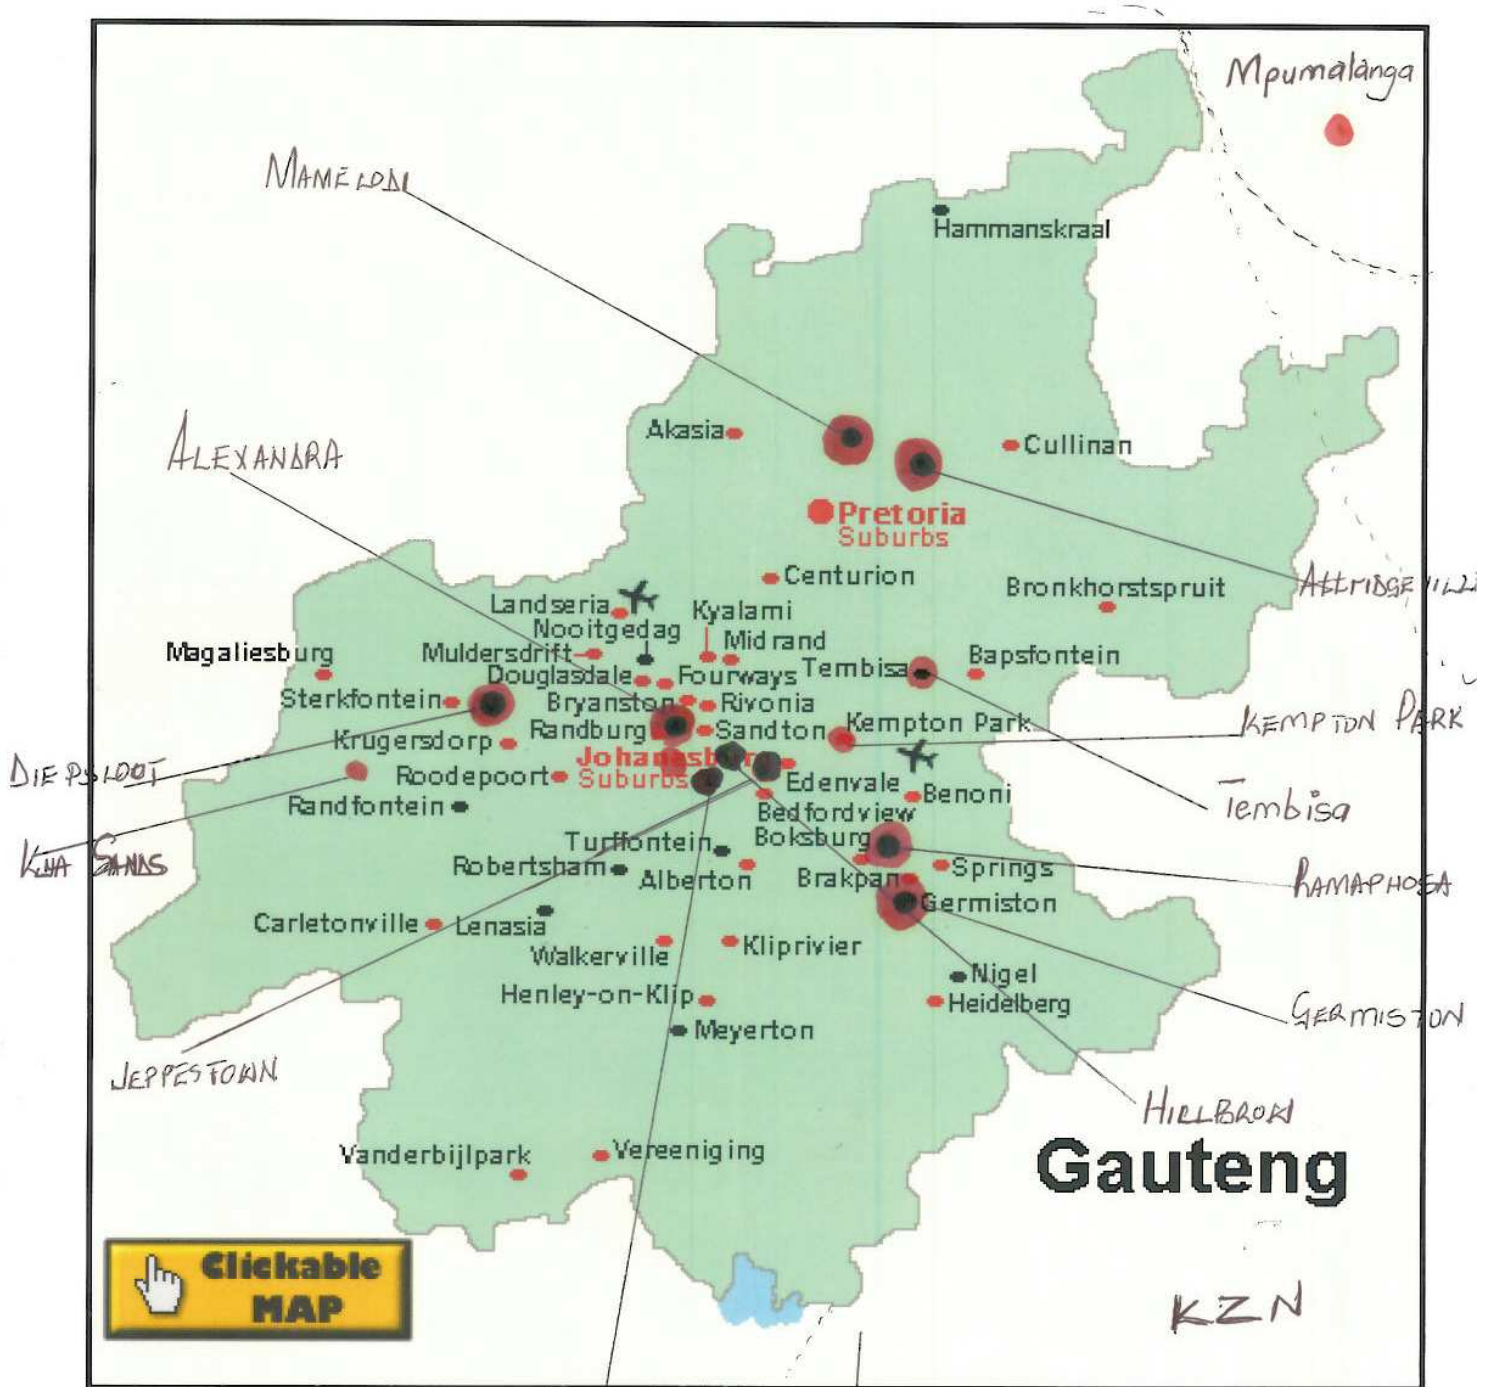 Mpumalanga
MAMELODI
Hammanskraal
ALEXANDRA
Akasia
Cullinan
Pretoria
Suburbs
Centurion
Bronkhorstspruit
Landseria
Kyalami
Nooitgedag
Midrand
Magaliesburg
Muldersdrift
Bapsfontein
Douglasdale
Fourways
Tembisa
Sterkfontein
Bryanston
Rivonia
KEMPTON PARK
Randburg
Sandton
Kempton Park
Krugersdorp
Johannesburg
DIEPSLOOT
Roodepoort
Suburbs
Edenvale
Benoni
Randfontein
Tembisa
Bedfordview
Turffontein
Boksburg
KYA SANDS
Robertsham
Alberton
Brakpan
Springs
RAMAPHOSA
Germiston
Carletonville
Lenasia
Walkerville
Kliprivier
Nigel
Henley-on-Klip
Heidelberg
GERMISTON
Meyerton
JEPPESTOWN
HILLBROW
Vanderbijlpark
Vereeniging
Gauteng
Clickable
MAP
KZN